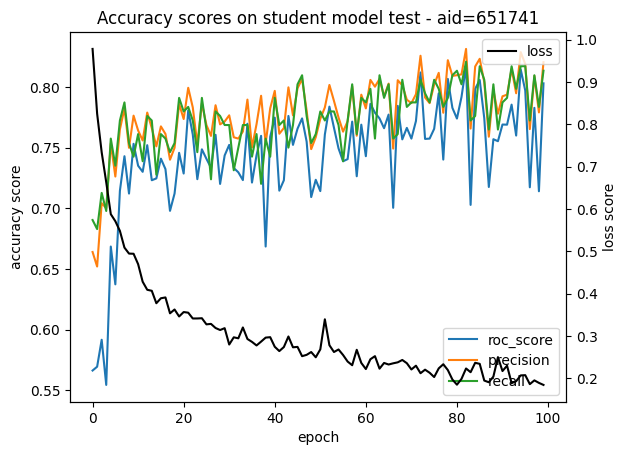 Accuracy scores on student model test - aid=651741
loss
accuracy score
0.80
0.75
0.70
0.65
0.60
0.55
1.0
0.9
0.8
0.7
0.6
0.5
0.4
0.3
0.2
loss score
roc_score
precision
recall
0
20
40
60
80
100
epoch